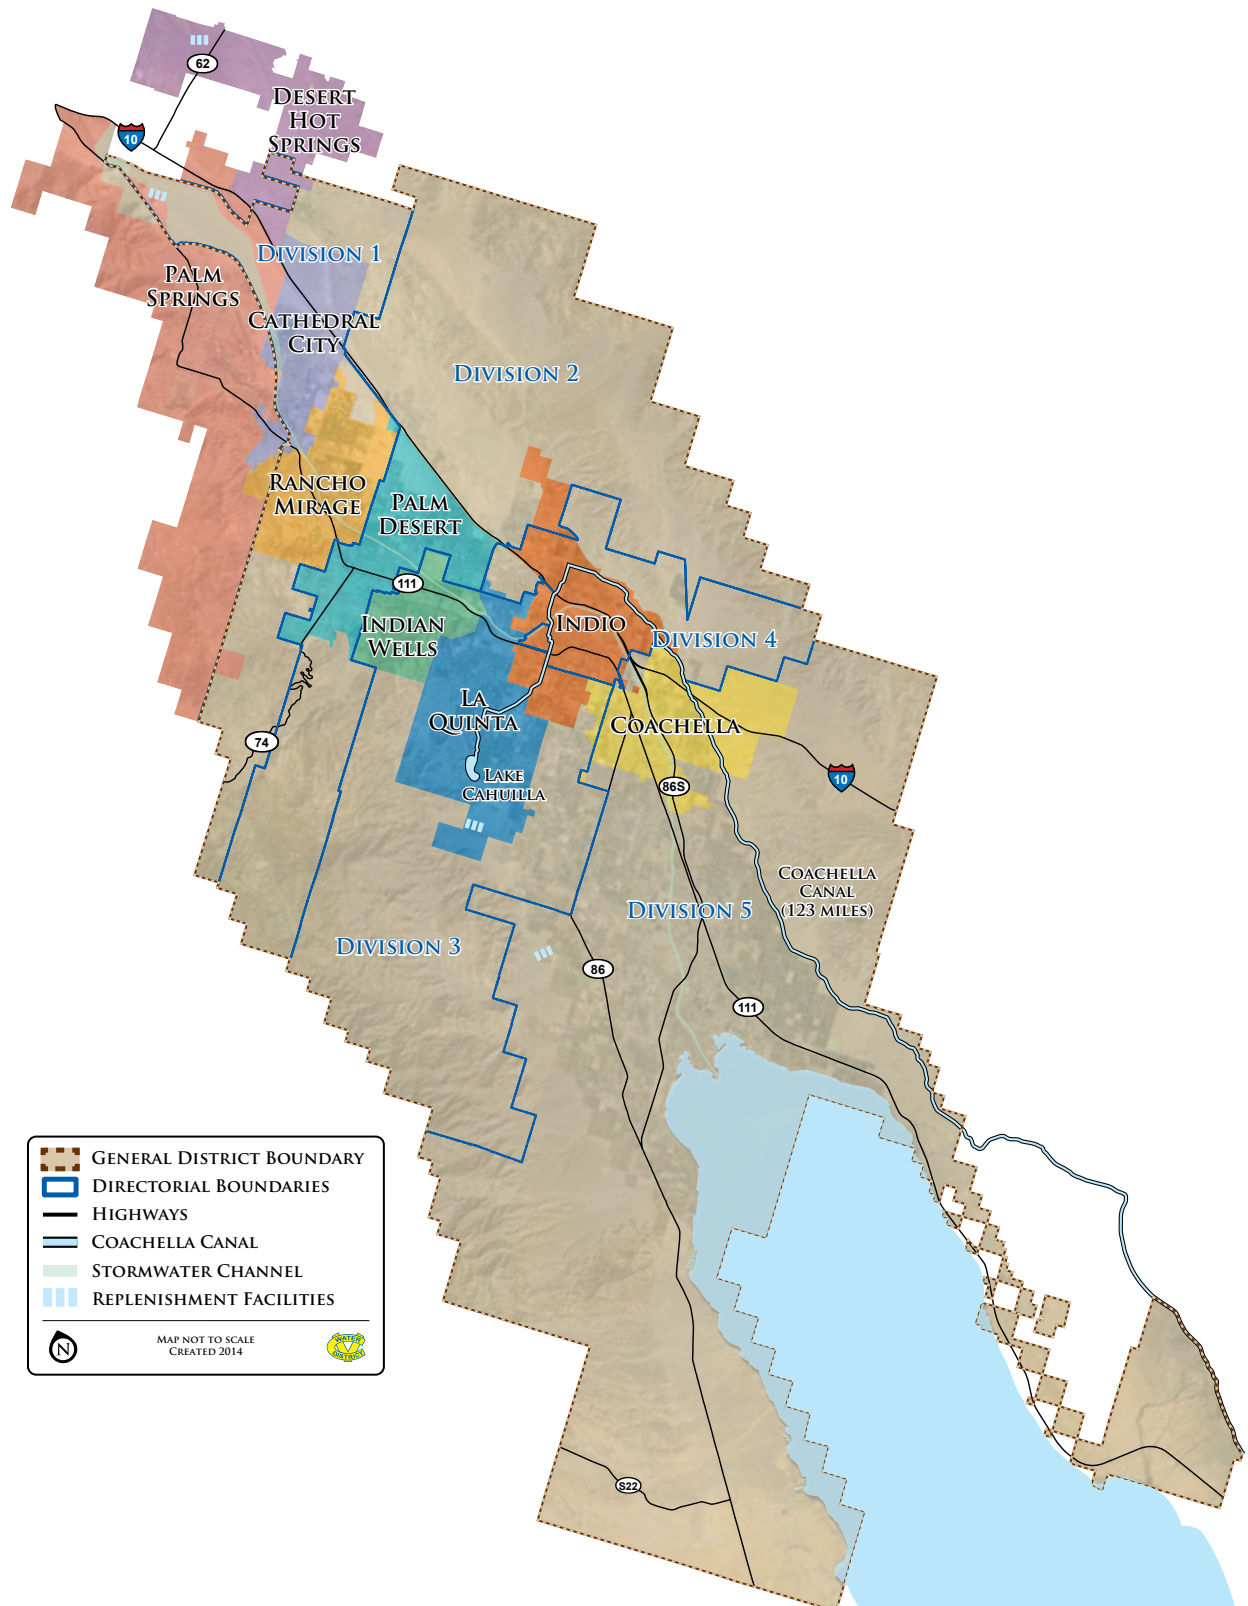 62
DESERT
HOT
SPRINGS
10
DIVISION 1
PALM
SPRINGS
CATHEDRAL
CITY
DIVISION 2
RANCHO
MIRAGE
PALM
DESERT
111
INDIAN
WELLS
INDIO
DIVISION 4
LA
QUINTA
COACHELLA
74
LAKE
CAHUILLA
86S
10
COACHELLA
CANAL
(123 MILES)
DIVISION 5
DIVISION 3
86
111
GENERAL DISTRICT BOUNDARY
DIRECTORIAL BOUNDARIES
HIGHWAYS
COACHELLA CANAL
STORMWATER CHANNEL
REPLENISHMENT FACILITIES
N
MAP NOT TO SCALE
CREATED 2014
WATER
DISTRICT
S22